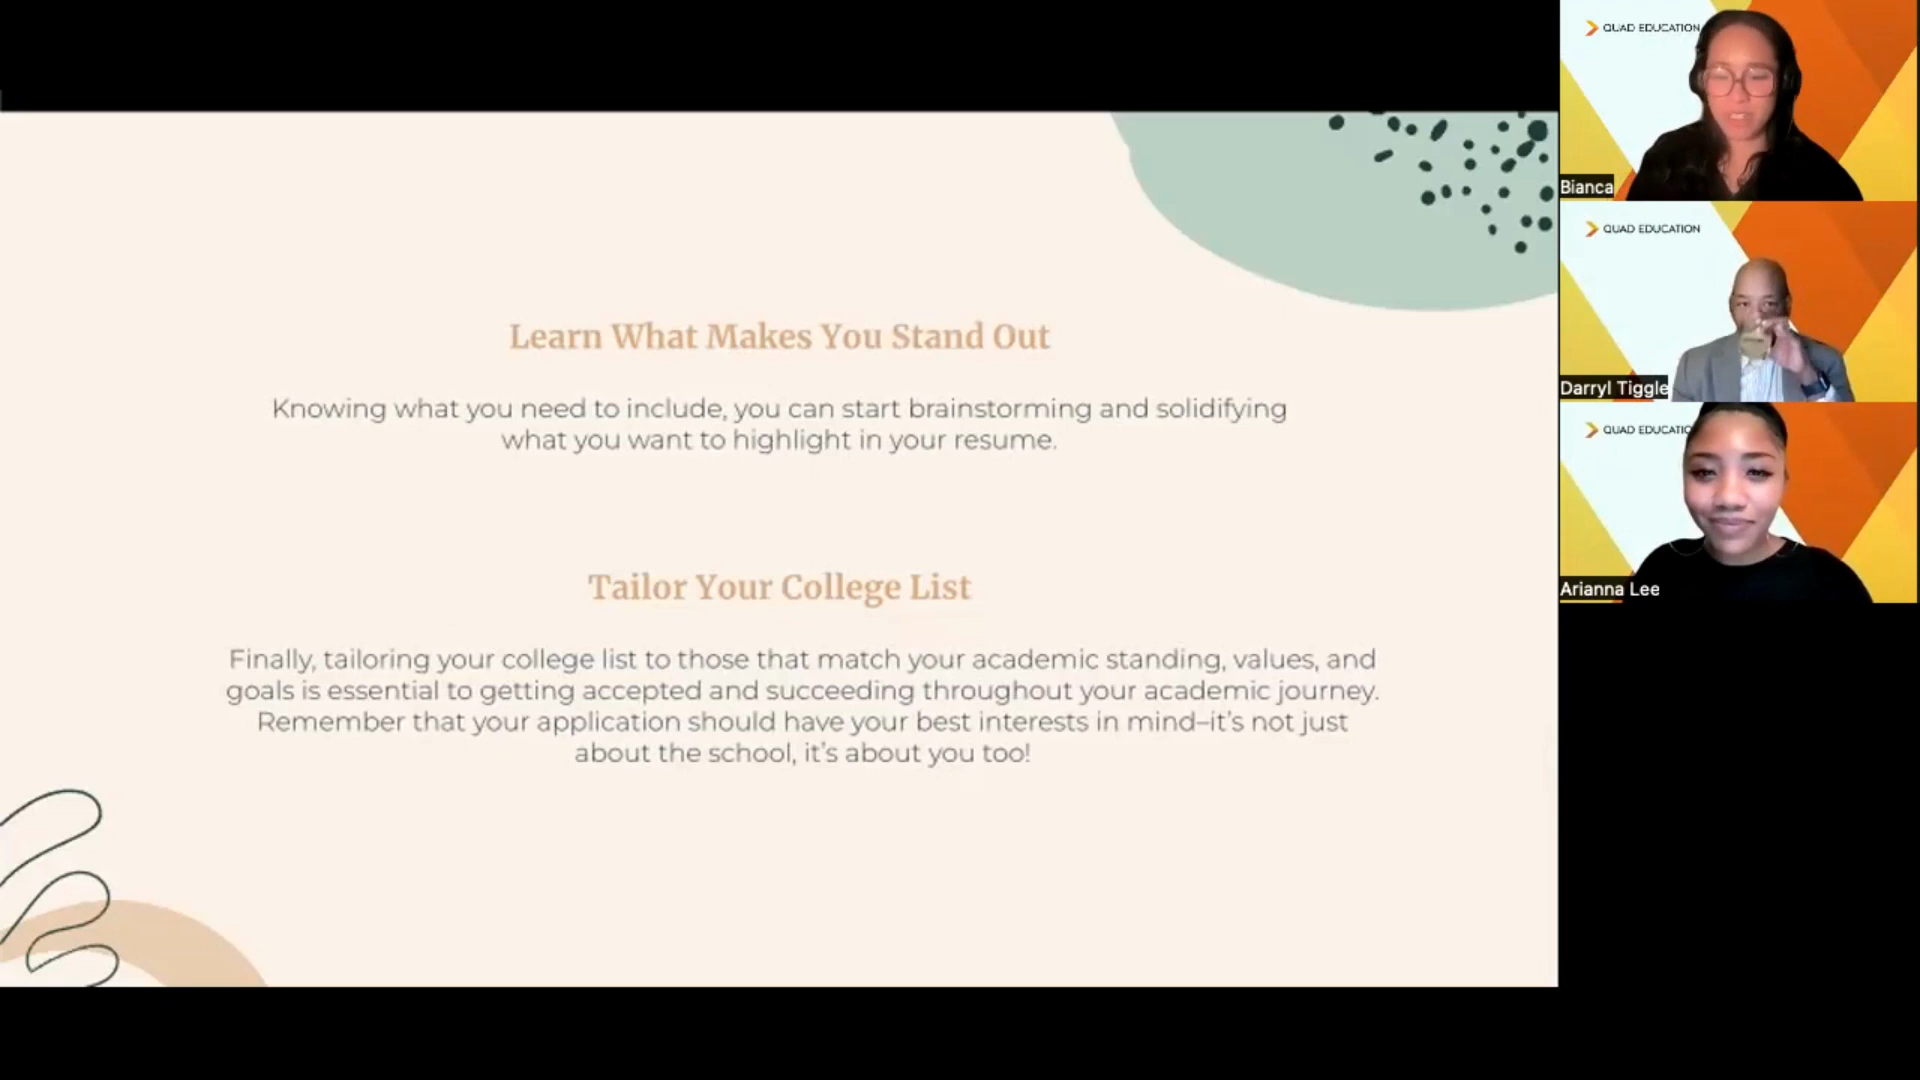 Learn What Makes You Stand Out
Knowing what you need to include, you can start brainstorming and solidifying
what you want to highlight in your resume.
Tailor Your College List
Finally, tailoring your college list to those that match your academic standing, values, and
goals is essential to getting accepted and succeeding throughout your academic journey.
Remember that your application should have your best interests in mind–it's not just
about the school, it's about you too!
QUAD EDUCATION
Bianca
QUAD EDUCATION
Darryl Tiggle
QUAD EDUCATIO
Arianna Lee